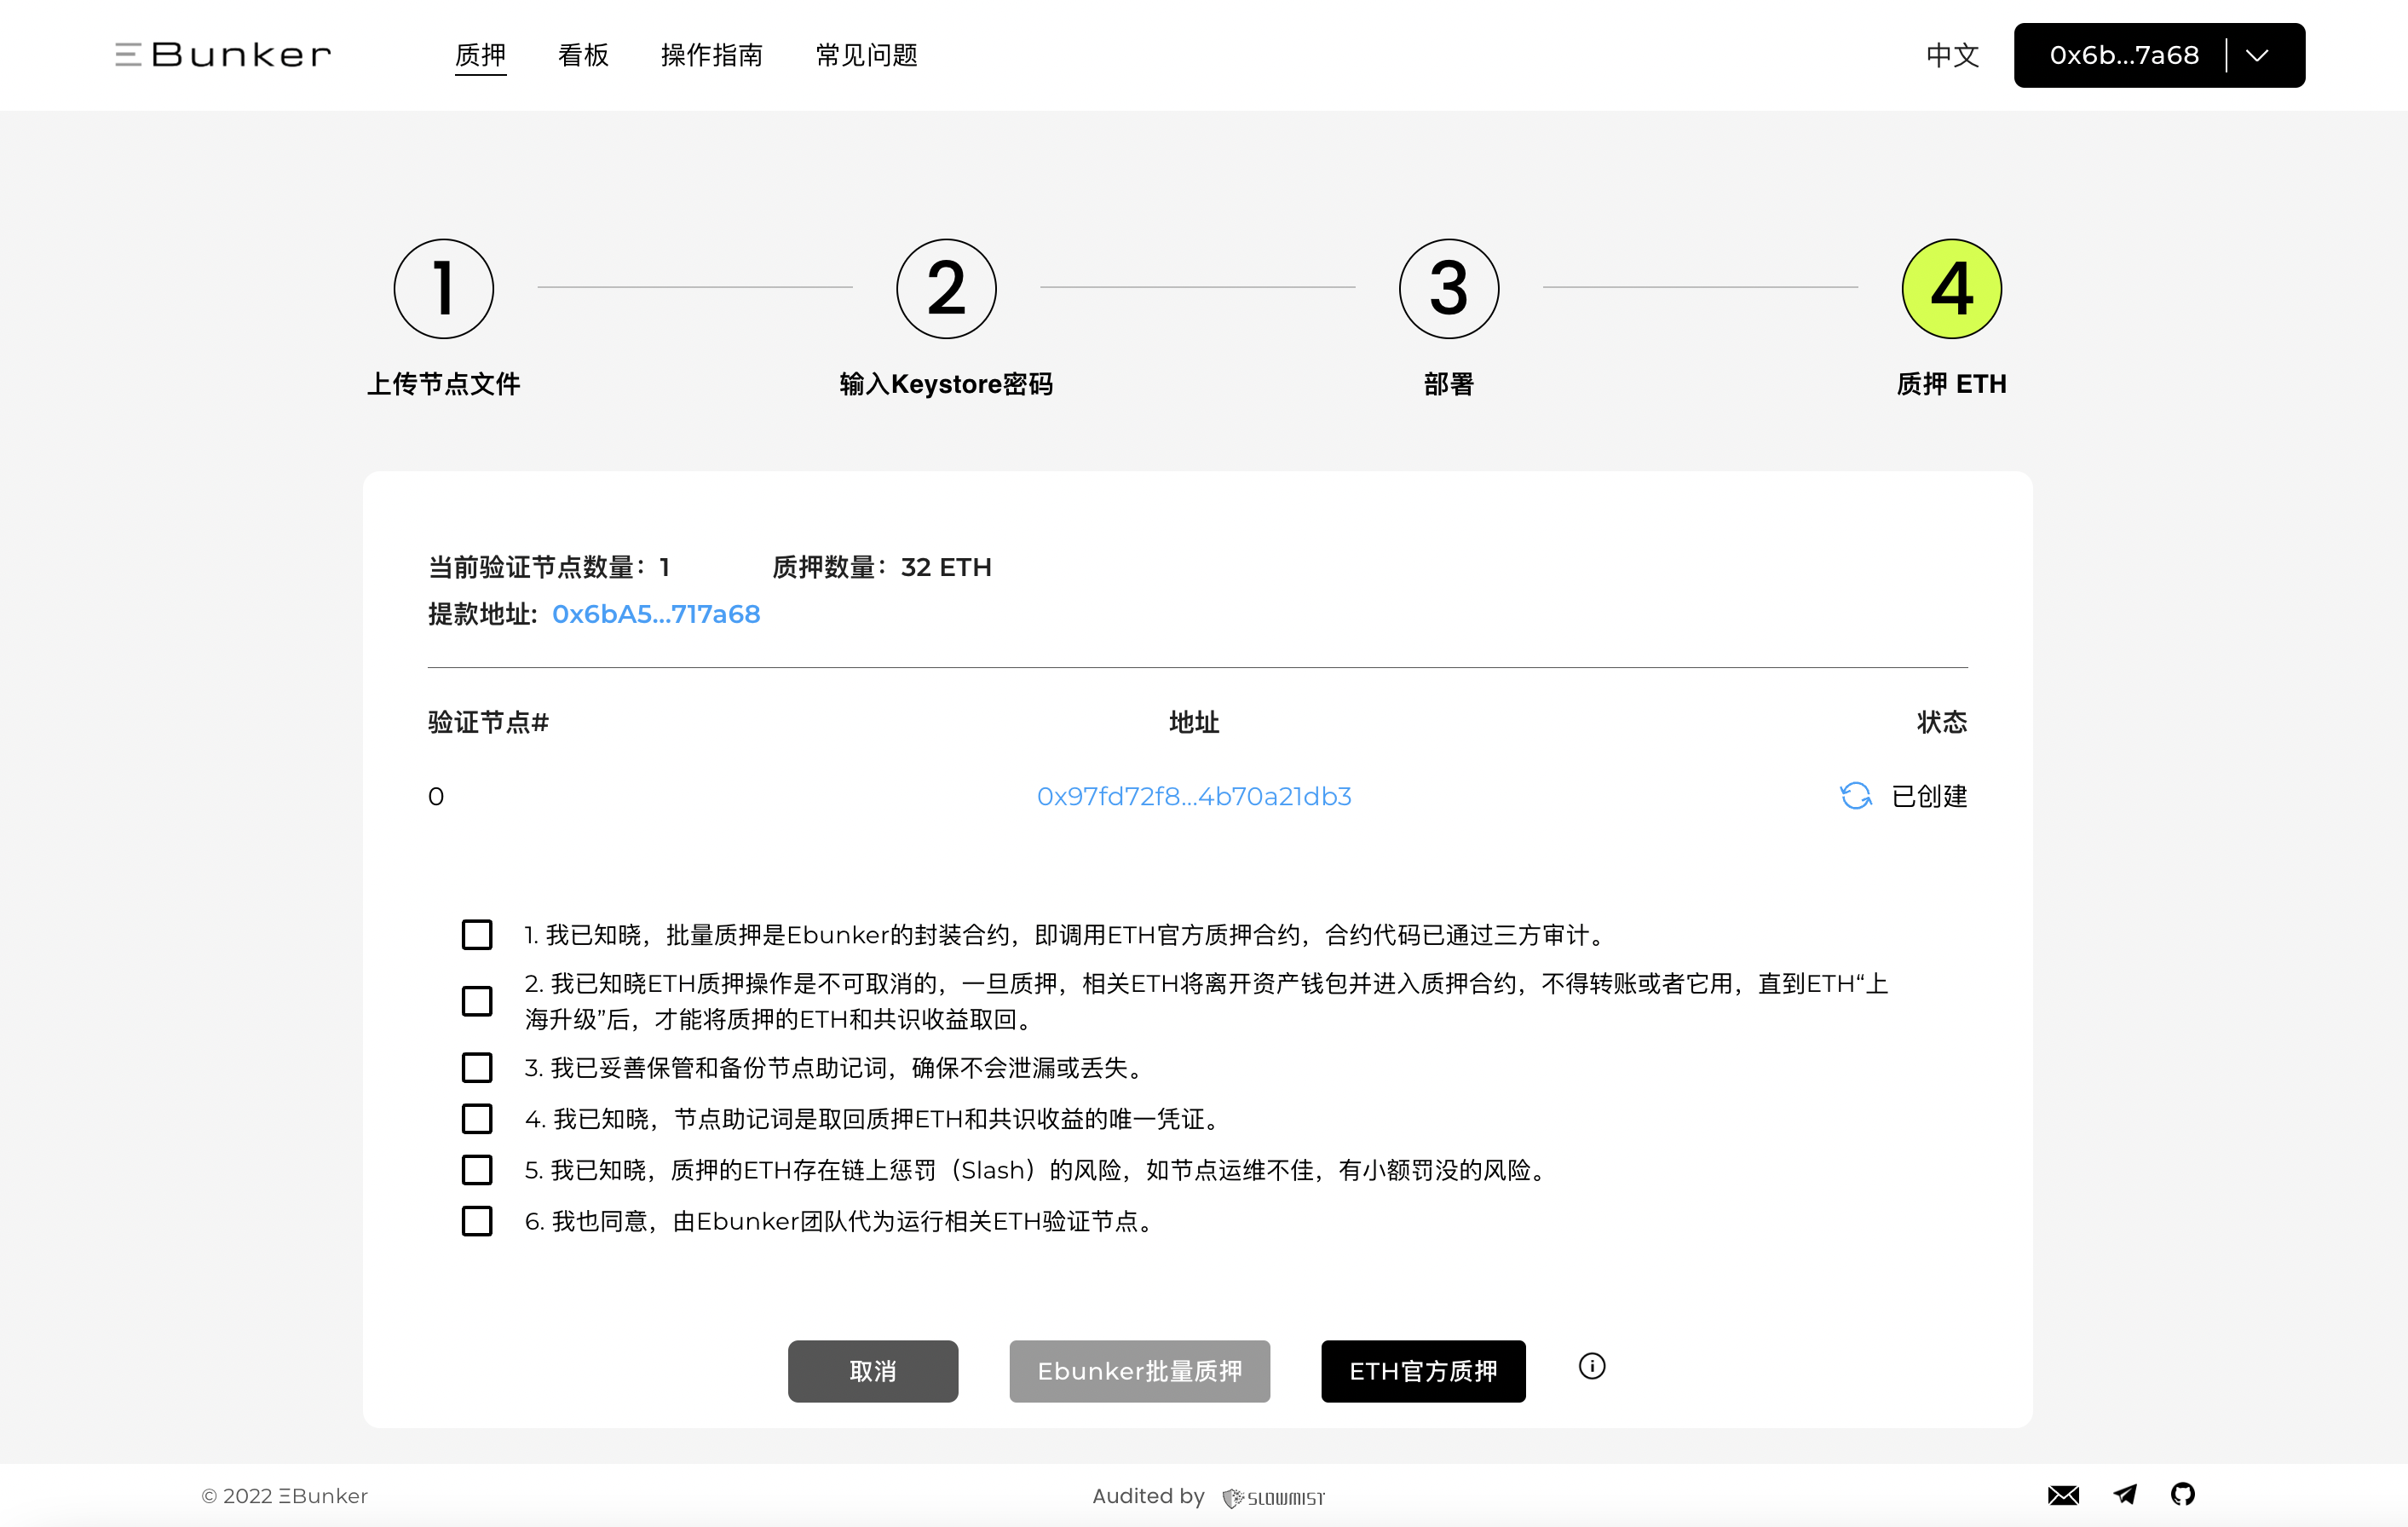 ΞBunker 质押 看板 操作指南 常见问题 中文 0x6b...7a68
1 2 3 4
上传节点文件 输入Keystore密码 部署 质押 ETH
当前验证节点数量：1 质押数量：32 ETH
提款地址: 0x6bA5...717a68
验证节点# 地址 状态
0 0x97fd72f8...4b70a21db3 已创建
1. 我已知晓，批量质押是Ebunker的封装合约，即调用ETH官方质押合约，合约代码已通过三方审计。
2. 我已知晓ETH质押操作是不可取消的，一旦质押，相关ETH将离开资产钱包并进入质押合约，不得转账或者它用，直到ETH“上
海升级”后，才能将质押的ETH和共识收益取回。
3. 我已妥善保管和备份节点助记词，确保不会泄漏或丢失。
4. 我已知晓，节点助记词是取回质押ETH和共识收益的唯一凭证。
5. 我已知晓，质押的ETH存在链上惩罚（Slash）的风险，如节点运维不佳，有小额罚没的风险。
6. 我也同意，由Ebunker团队代为运行相关ETH验证节点。
取消 Ebunker批量质押 ETH官方质押
© 2022 ΞBunker Audited by SLOWMIST